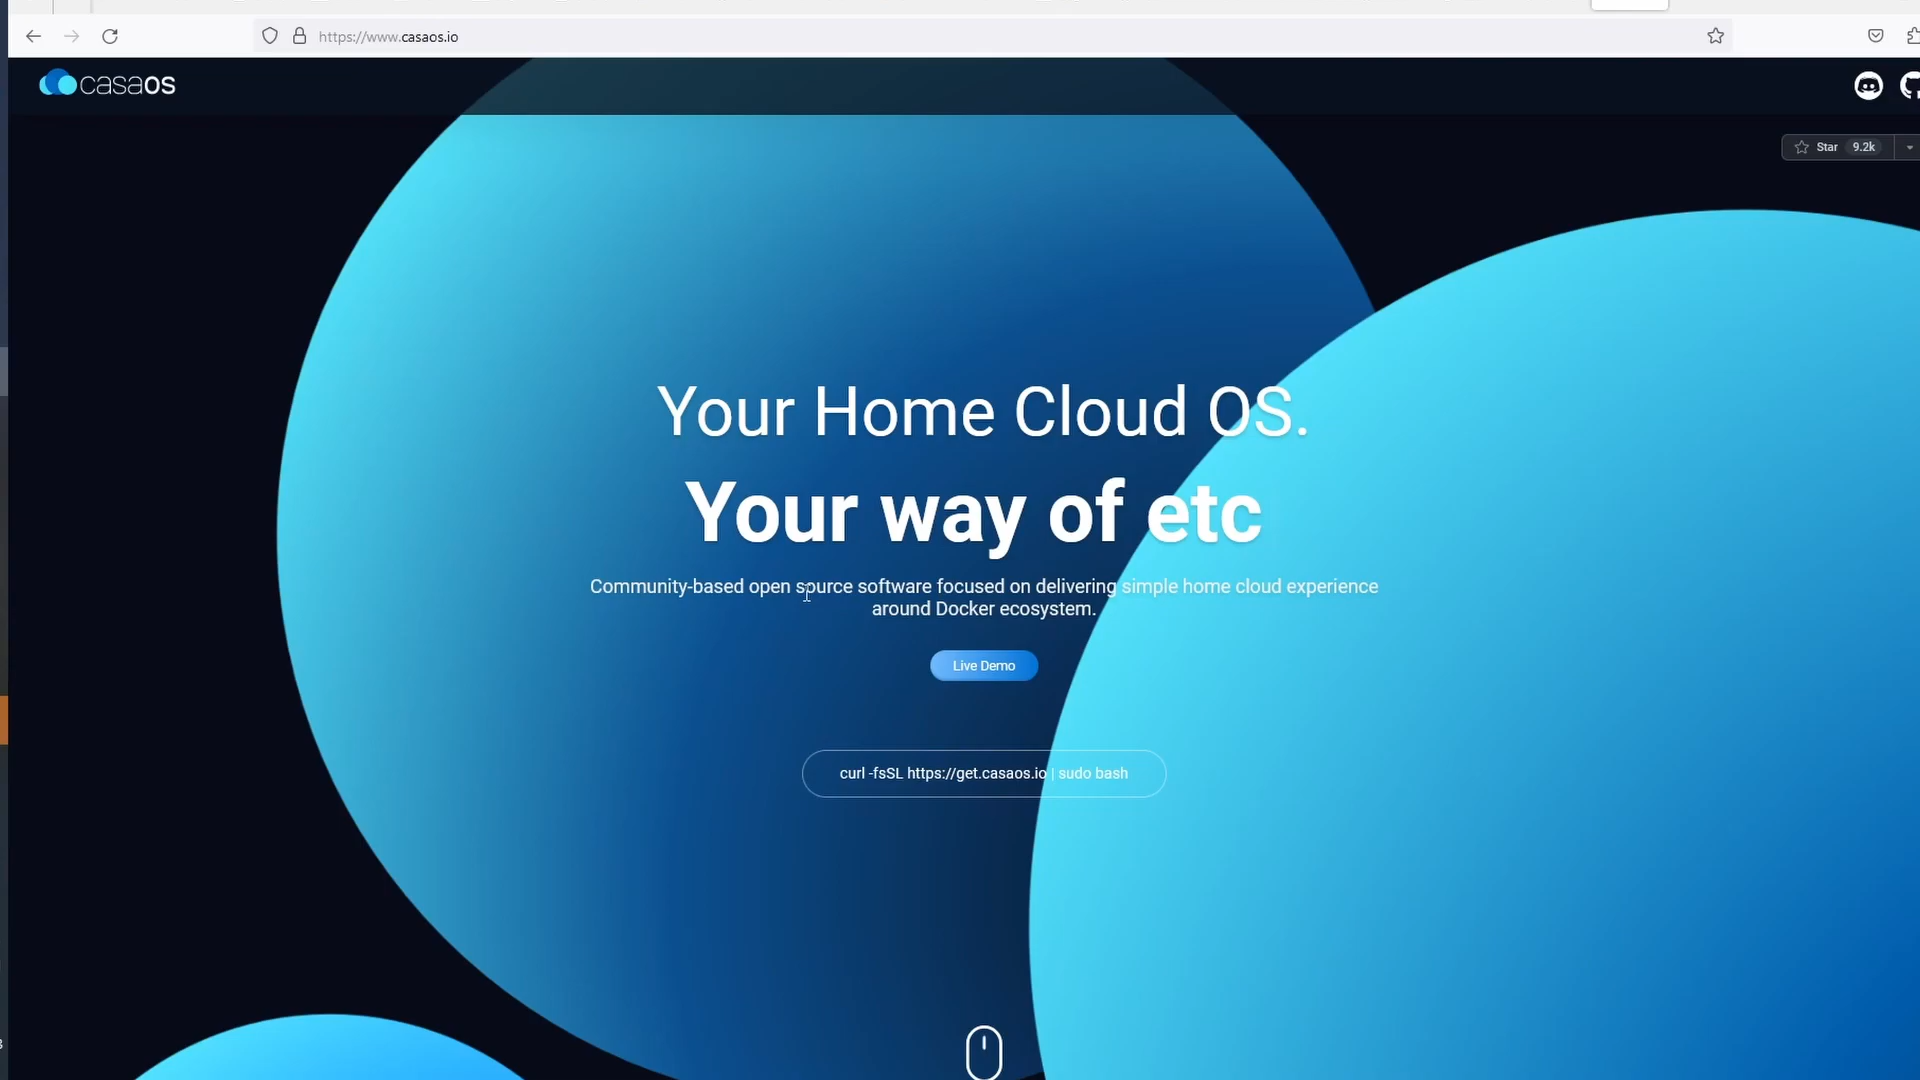 https://www.casaos.io
casaOS
Star 9.2k
Your Home Cloud OS.
Your way of etc
Community-based open source software focused on delivering simple home cloud experience
around Docker ecosystem.
Live Demo
curl -fsSL https://get.casaos.io | sudo bash